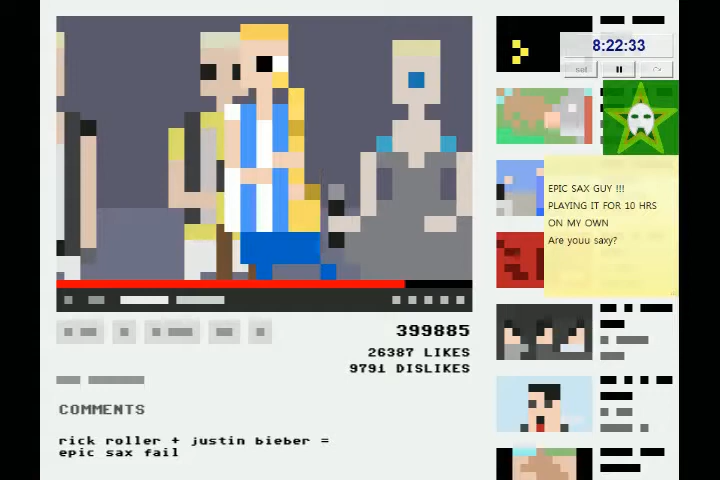 8:22:33
set
EPIC SAX GUY !!!
PLAYING IT FOR 10 HRS
ON MY OWN
Are youu saxy?
399885
26387 LIKES
9791 DISLIKES
COMMENTS
rick roller + justin bieber =
epic sax fail